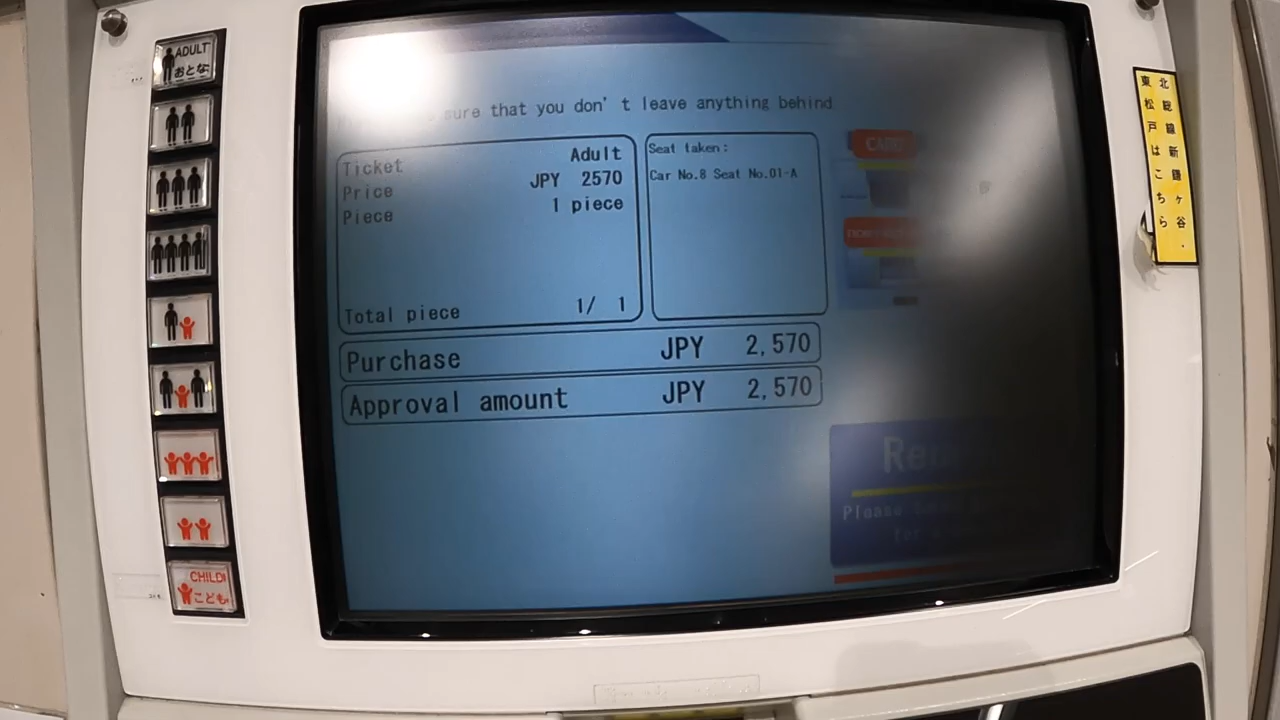 ADULT
おとな
CHILD
こども
sure that you don't leave anything behind
Ticket Adult
Price JPY 2570
Piece 1 piece
Total piece 1/ 1
Seat taken:
Car No.8 Seat No.01-A
Purchase JPY 2,570
Approval amount JPY 2,570
CARD
Please
for
北総線新鎌ヶ谷・
東松戸はこちら